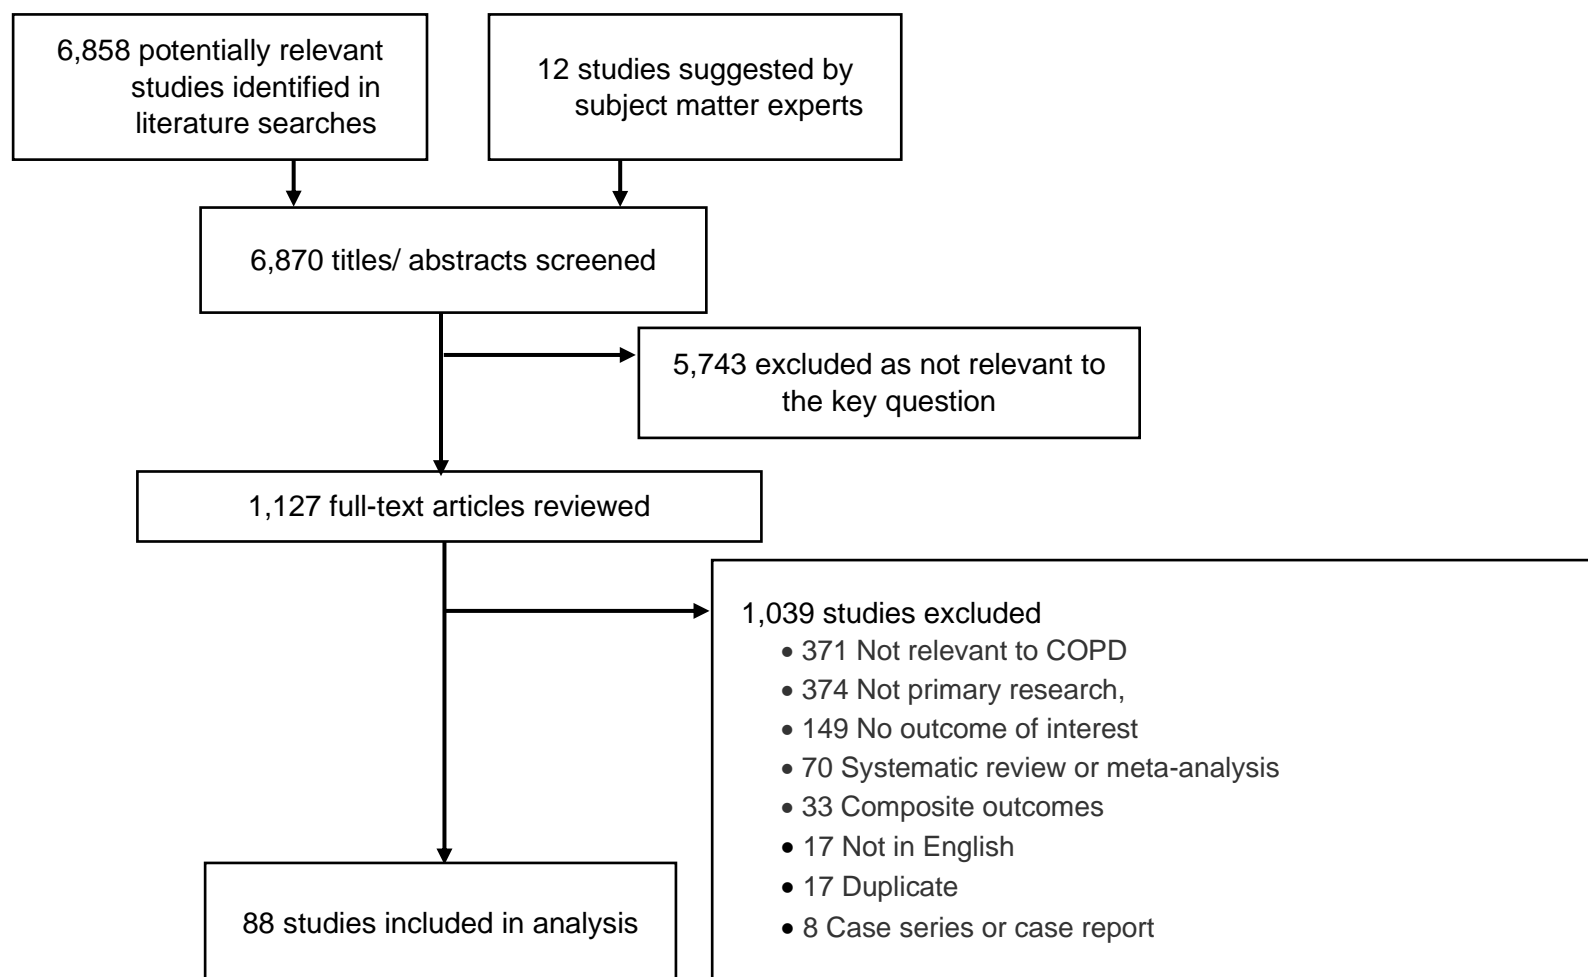 6,858 potentially relevant
studies identified in
literature searches
12 studies suggested by
subject matter experts
6,870 titles/ abstracts screened
5,743 excluded as not relevant to
the key question
1,127 full-text articles reviewed
1,039 studies excluded
• 371 Not relevant to COPD
• 374 Not primary research,
• 149 No outcome of interest
• 70 Systematic review or meta-analysis
• 33 Composite outcomes
• 17 Not in English
• 17 Duplicate
• 8 Case series or case report
88 studies included in analysis